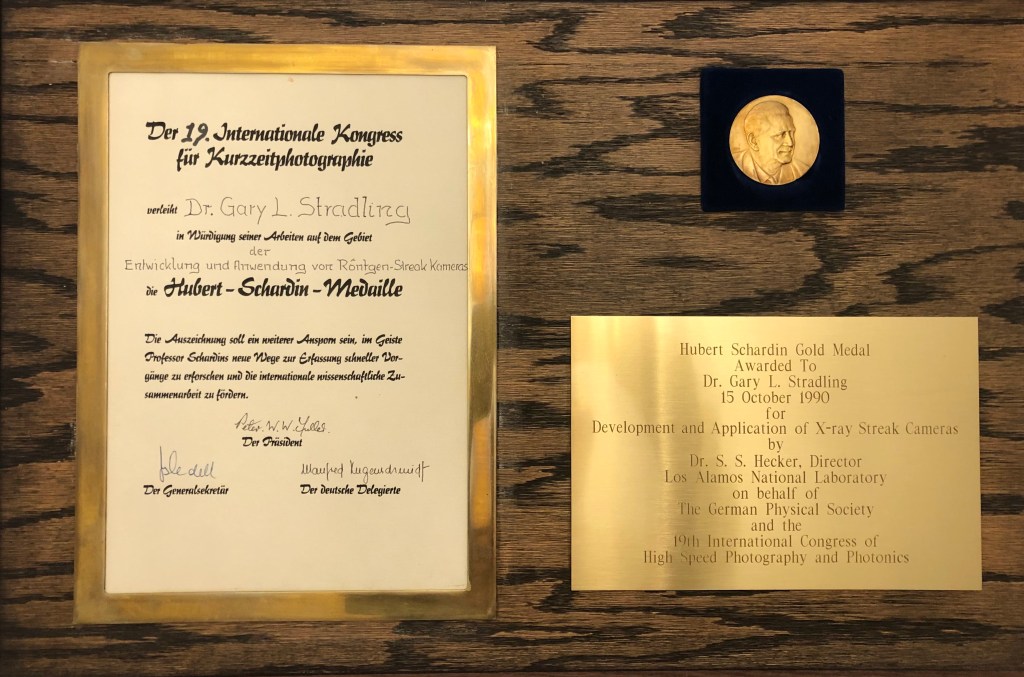 Der 19. Internationale Kongress
für Kurzzeitphotographie
verleiht Dr. Gary L. Stradling
in Würdigung seiner Arbeiten auf dem Gebiet
der
Entwicklung und Anwendung von Röntgen-Streak Kameras
die Hubert-Schardin-Medaille
Die Auszeichnung soll ein weiterer Ansporn sein, im Geiste
Professor Schardins neue Wege zur Erfassung schneller Vor-
gänge zu erforschen und die internationale wissenschaftliche Zu-
sammenarbeit zu fördern.
Peter. W. W.
Der Präsident
Der Generalsekretär
Manfred Hugenschmidt
Der deutsche Delegierte
Hubert Schardin Gold Medal
Awarded To
Dr. Gary L. Stradling
15 October 1990
for
Development and Application of X-ray Streak Cameras
by
Dr. S. S. Hecker, Director
Los Alamos National Laboratory
on behalf of
The German Physical Society
and the
19th International Congress of
High Speed Photography and Photonics